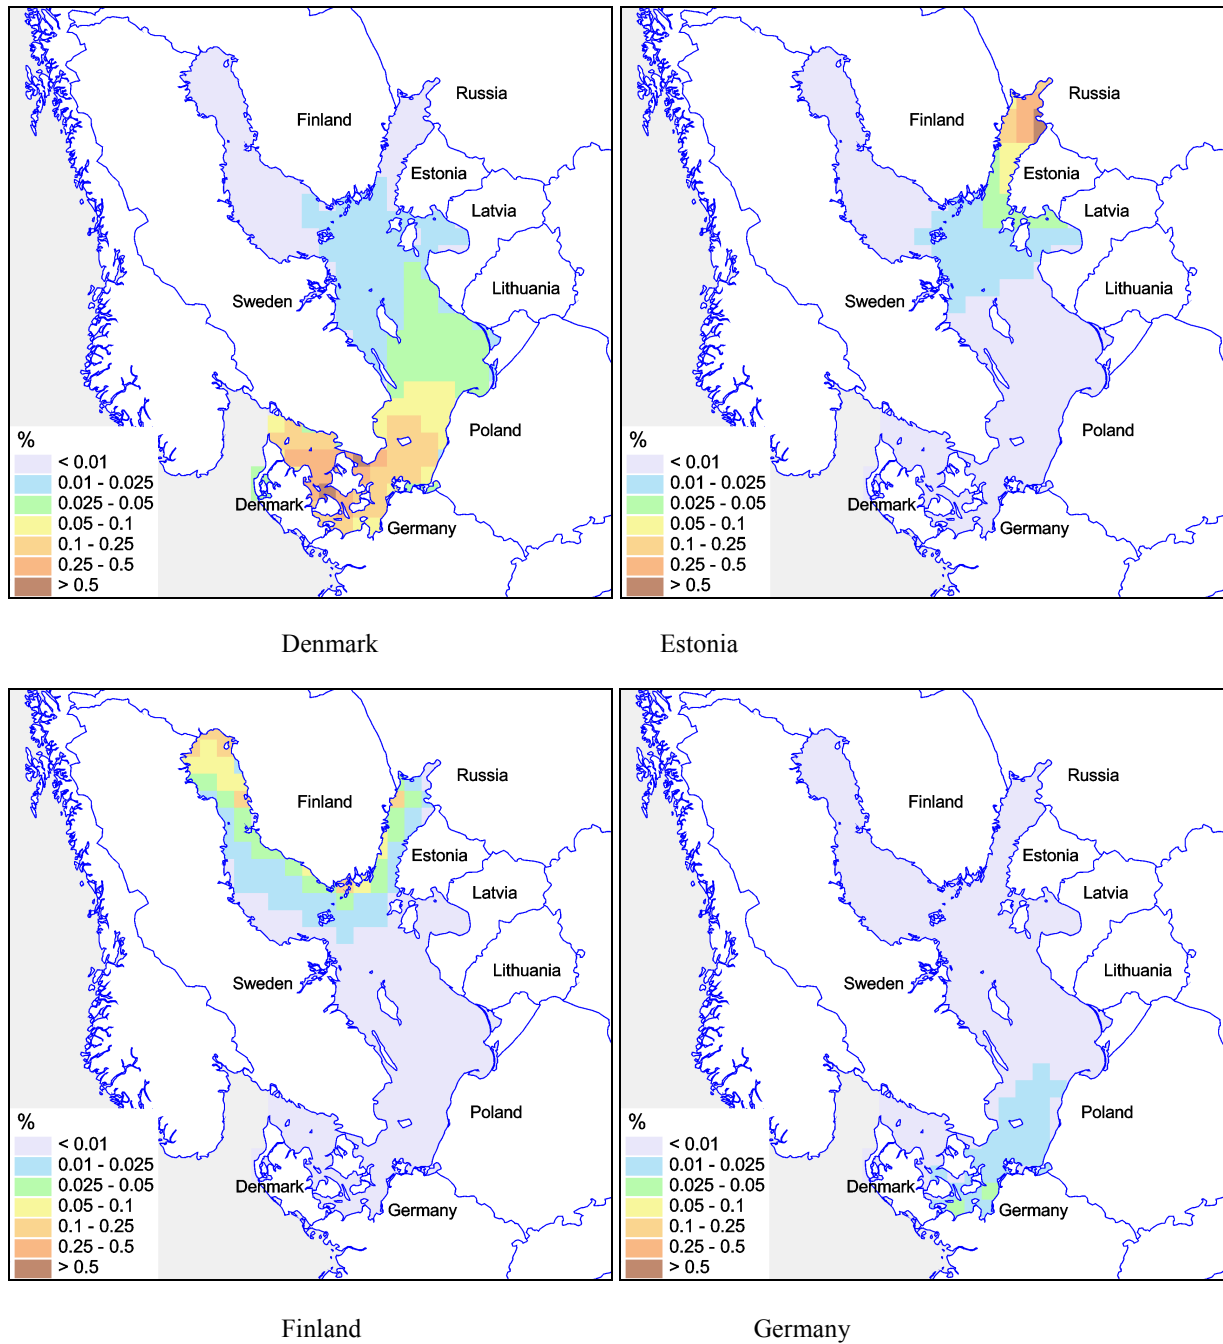 Russia
Finland
Estonia
Latvia
Lithuania
Sweden
Poland
Denmark
Germany
%
< 0.01
0.01 - 0.025
0.025 - 0.05
0.05 - 0.1
0.1 - 0.25
0.25 - 0.5
> 0.5
Russia
Finland
Estonia
Latvia
Lithuania
Sweden
Poland
Denmark
Germany
%
< 0.01
0.01 - 0.025
0.025 - 0.05
0.05 - 0.1
0.1 - 0.25
0.25 - 0.5
> 0.5
Denmark Estonia
Russia
Finland
Estonia
Latvia
Lithuania
Sweden
Poland
Denmark
Germany
%
< 0.01
0.01 - 0.025
0.025 - 0.05
0.05 - 0.1
0.1 - 0.25
0.25 - 0.5
> 0.5
Russia
Finland
Estonia
Latvia
Lithuania
Sweden
Poland
Denmark
Germany
%
< 0.01
0.01 - 0.025
0.025 - 0.05
0.05 - 0.1
0.1 - 0.25
0.25 - 0.5
> 0.5
Finland Germany